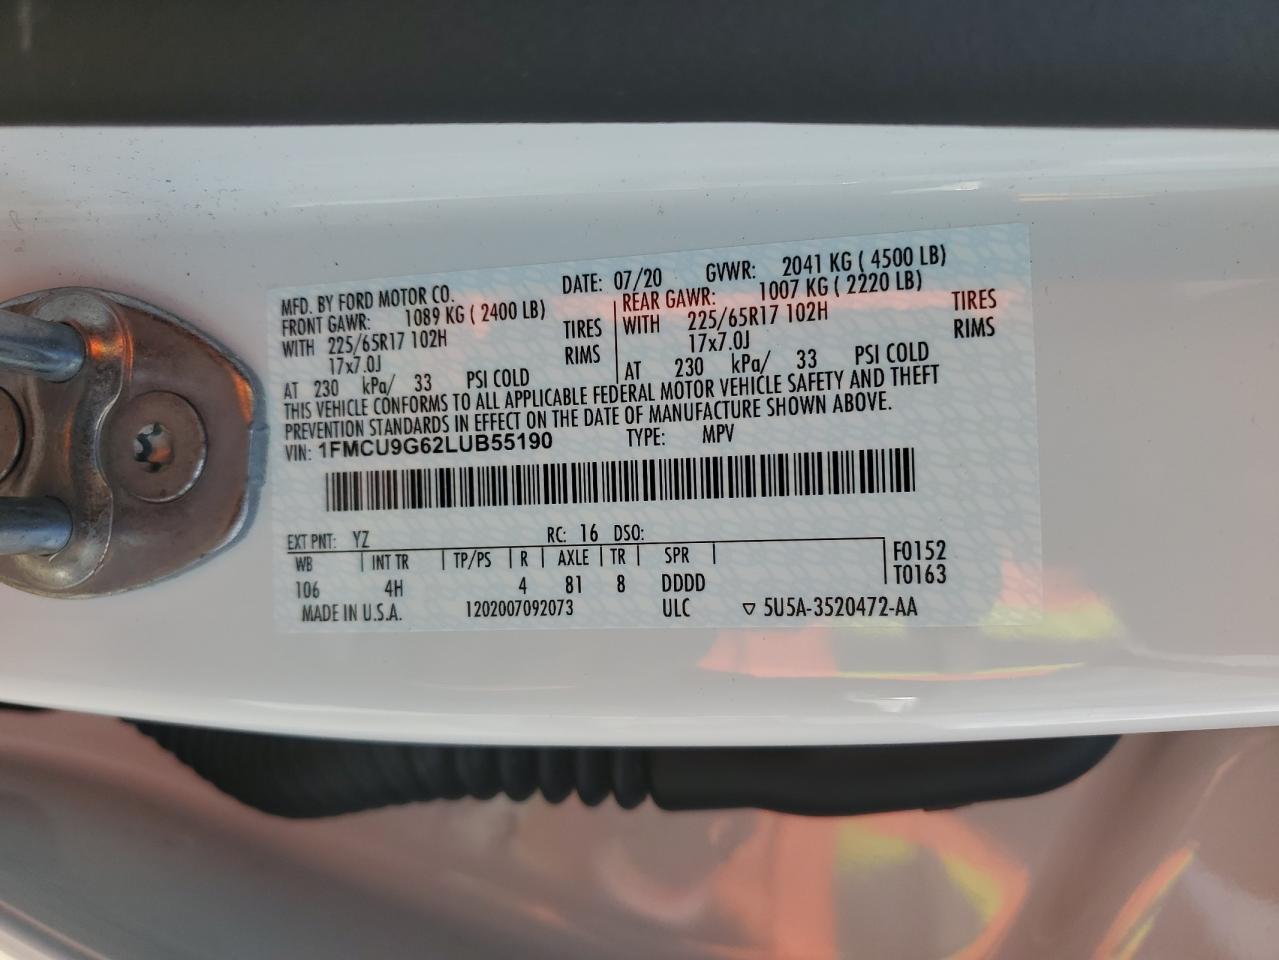 MFD. BY FORD MOTOR CO. DATE: 07/20 GVWR: 2041 KG ( 4500 LB)
FRONT GAWR: 1089 KG ( 2400 LB) REAR GAWR: 1007 KG ( 2220 LB)
WITH 225/65R17 102H TIRES WITH 225/65R17 102H TIRES
17x7.0J RIMS 17x7.0J RIMS
AT 230 kPa/ 33 PSI COLD AT 230 kPa/ 33 PSI COLD
THIS VEHICLE CONFORMS TO ALL APPLICABLE FEDERAL MOTOR VEHICLE SAFETY AND THEFT
PREVENTION STANDARDS IN EFFECT ON THE DATE OF MANUFACTURE SHOWN ABOVE.
VIN: 1FMCU9G62LUB55190 TYPE: MPV
EXT PNT: YZ RC: 16 DSO:
WB INT TR TP/PS R AXLE TR SPR F0152
106 4H 4 81 8 DDDD T0163
MADE IN U.S.A. 1202007092073 ULC ▽ 5U5A-3520472-AA